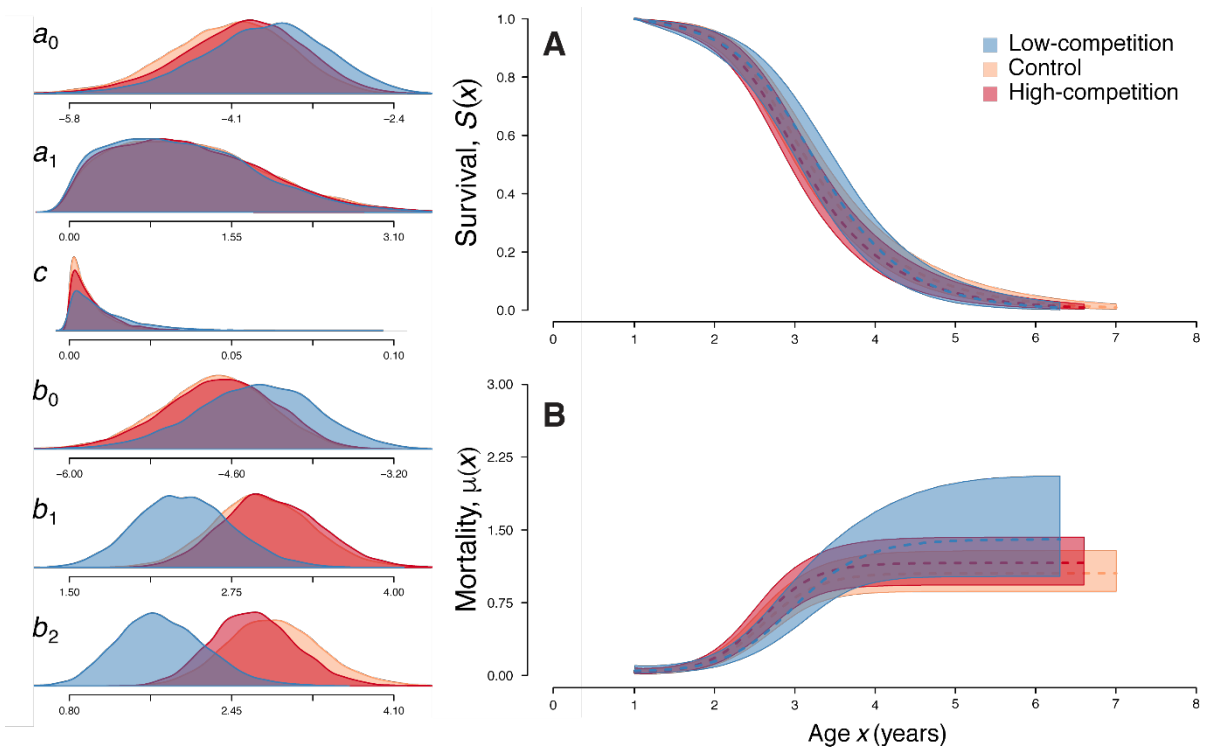 a0
−5.8 −4.1 −2.4
a1
0.00 1.55 3.10
c
0.00 0.05 0.10
b0
−6.00 −4.60 −3.20
b1
1.50 2.75 4.00
b2
0.80 2.45 4.10
A
Survival, S(x)
1.0
0.8
0.6
0.4
0.2
0.0
Low-competition
Control
High-competition
0 1 2 3 4 5 6 7 8
B
Mortality, μ(x)
3.00
2.25
1.50
0.75
0.00
0 1 2 3 4 5 6 7 8
Age x (years)